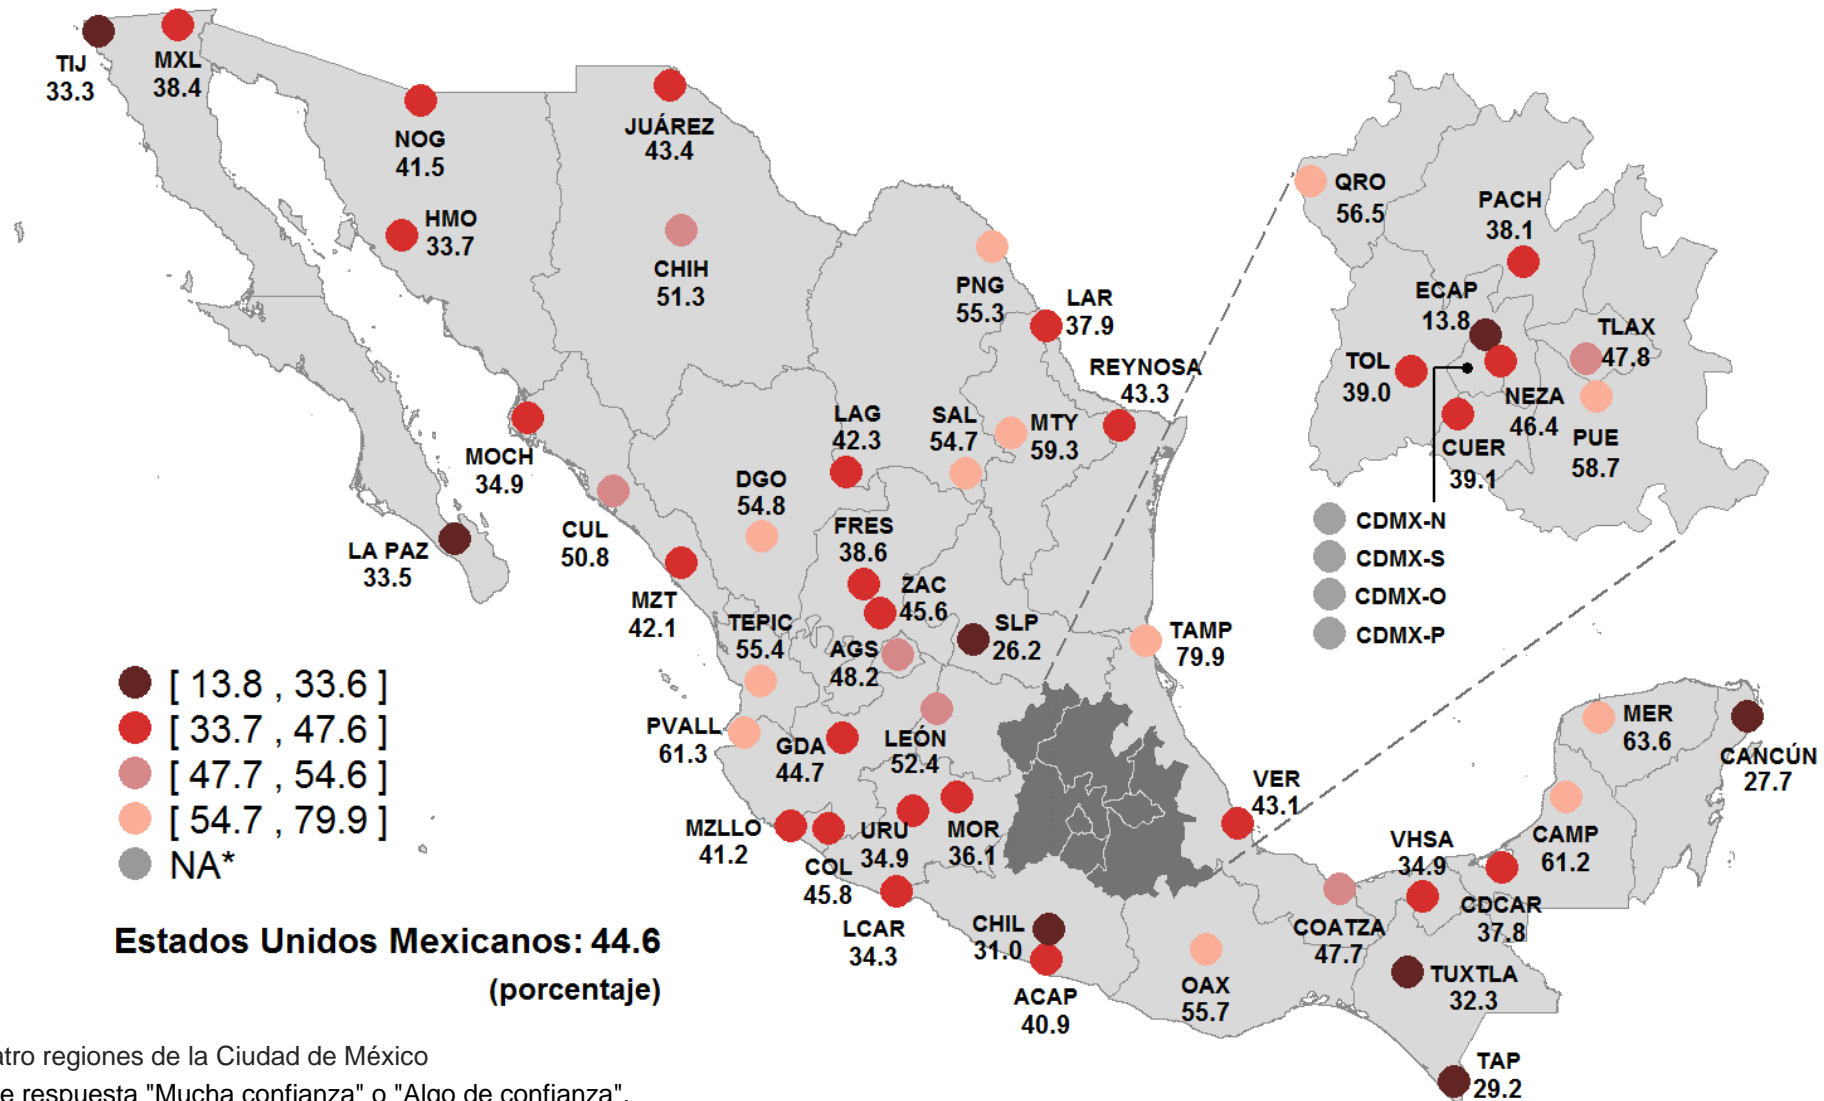 TIJ
33.3
MXL
38.4
NOG
41.5
HMO
33.7
JUÁREZ
43.4
CHIH
51.3
PNG
55.3
LAR
37.9
REYNOSA
43.3
MOCH
34.9
LA PAZ
33.5
CUL
50.8
MZT
42.1
DGO
54.8
LAG
42.3
SAL
54.7
MTY
59.3
FRES
38.6
ZAC
45.6
SLP
26.2
TAMP
79.9
TEPIC
55.4
AGS
48.2
PVALL
61.3
GDA
44.7
LEÓN
52.4
MZLLO
41.2
COL
45.8
URU
34.9
MOR
36.1
LCAR
34.3
CHIL
31.0
ACAP
40.9
OAX
55.7
VER
43.1
COATZA
47.7
VHSA
34.9
CDCAR
37.8
TUXTLA
32.3
TAP
29.2
CAMP
61.2
MER
63.6
CANCÚN
27.7
QRO
56.5
PACH
38.1
ECAP
13.8
TLAX
47.8
TOL
39.0
NEZA
46.4
CUER
39.1
PUE
58.7
CDMX-N
CDMX-S
CDMX-O
CDMX-P
[ 13.8 , 33.6 ]
[ 33.7 , 47.6 ]
[ 47.7 , 54.6 ]
[ 54.7 , 79.9 ]
NA*
Estados Unidos Mexicanos: 44.6
(porcentaje)
atro regiones de la Ciudad de México
e respuesta "Mucha confianza" o "Algo de confianza".